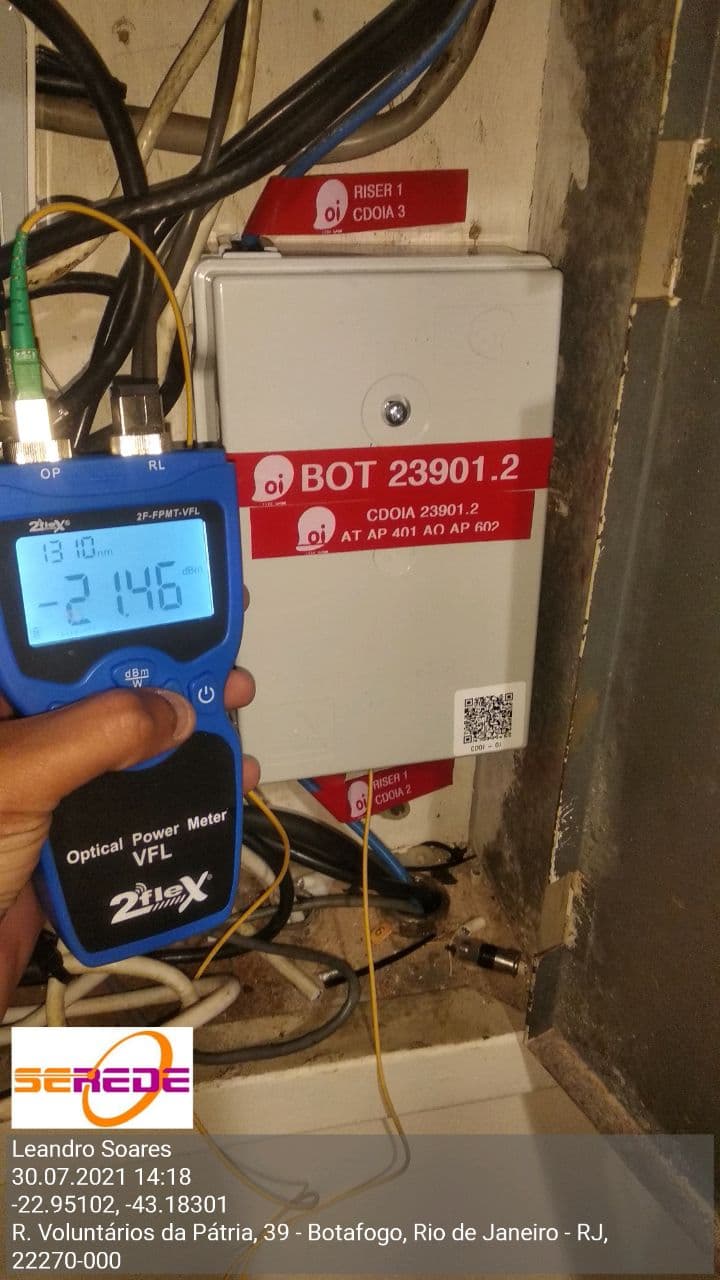 oi RISER 1
CDOIA 3
OP
RL
2flex
2F-FPMT-VFL
1310nm
-21.46 dBm
dBm
W
oi BOT 23901.2
oi CDOIA 23901.2
AT AP 401 AO AP 602
CDOI - OI
oi RISER 1
CDOIA 2
Optical Power Meter
VFL
2fleX
SEREDE
Leandro Soares
30.07.2021 14:18
-22.95102, -43.18301
R. Voluntários da Pátria, 39 - Botafogo, Rio de Janeiro - RJ,
22270-000